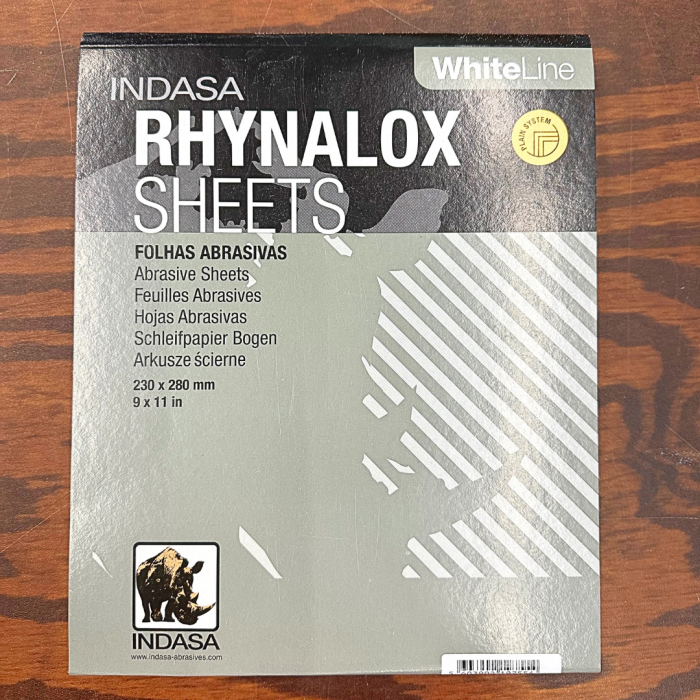 WhiteLine
INDASA
RHYNALOX
SHEETS
PLAIN SYSTEM
FOLHAS ABRASIVAS
Abrasive Sheets
Feuilles Abrasives
Hojas Abrasivas
Schleifpapier Bogen
Arkusze ścierne
230 x 280 mm
9 x 11 in
INDASA
www.indasa-abrasives.com